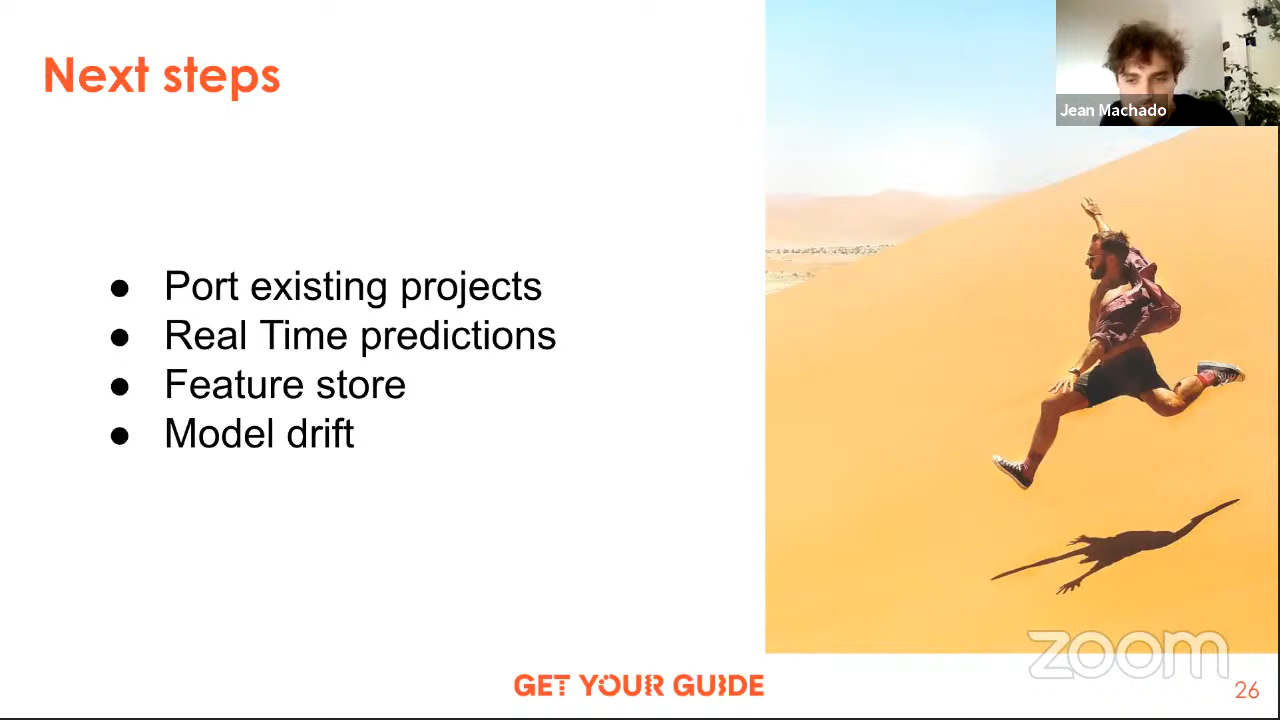 Next steps
Jean Machado
● Port existing projects
● Real Time predictions
● Feature store
● Model drift
zoom
GET YOUR GUIDE
26